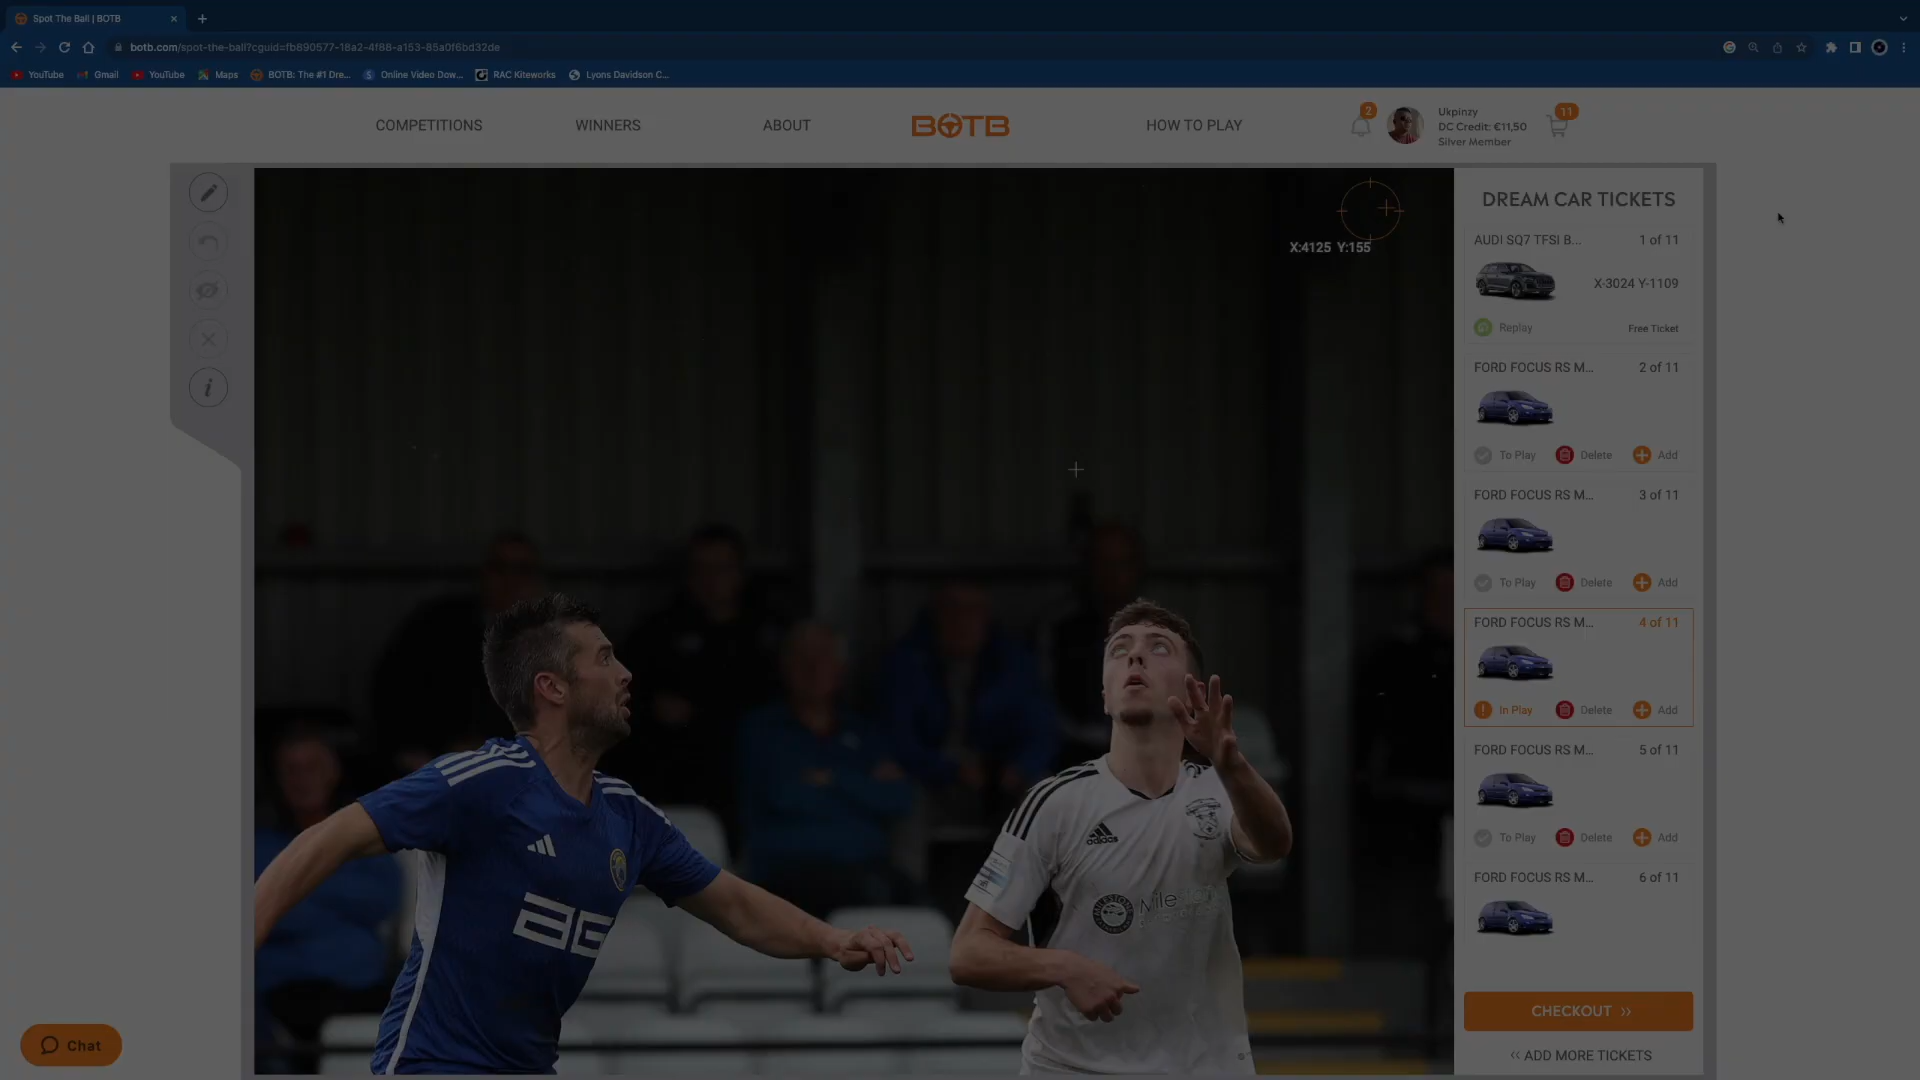 Spot The Ball | BOTB
botb.com/spot-the-ball?cguid=fb890577-18a2-4f88-a153-85a0f6bd32de
YouTube
Gmail
YouTube
Maps
BOTB: The #1 Dre...
Online Video Dow...
RAC Kiteworks
Lyons Davidson C...
COMPETITIONS
WINNERS
ABOUT
BOTB
HOW TO PLAY
2
Ukpinzy
DC Credit: €11,50
Silver Member
11
X:4125 Y:155
DREAM CAR TICKETS
AUDI SQ7 TFSI B... 1 of 11
X-3024 Y-1109
Replay Free Ticket
FORD FOCUS RS M... 2 of 11
To Play Delete Add
FORD FOCUS RS M... 3 of 11
To Play Delete Add
FORD FOCUS RS M... 4 of 11
In Play Delete Add
FORD FOCUS RS M... 5 of 11
To Play Delete Add
FORD FOCUS RS M... 6 of 11
CHECKOUT »
« ADD MORE TICKETS
adidas
Chat